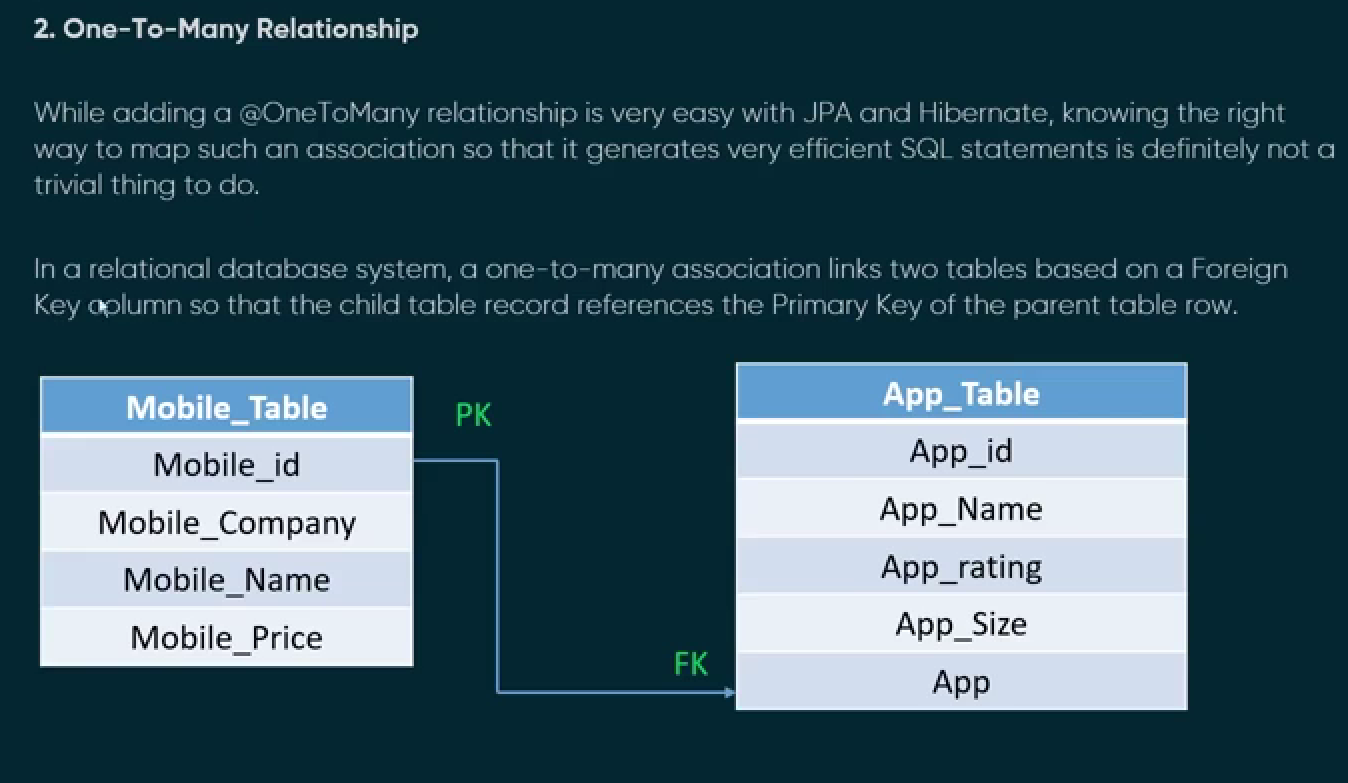 2. One-To-Many Relationship
While adding a @OneToMany relationship is very easy with JPA and Hibernate, knowing the right
way to map such an association so that it generates very efficient SQL statements is definitely not a
trivial thing to do.
In a relational database system, a one-to-many association links two tables based on a Foreign
Key column so that the child table record references the Primary Key of the parent table row.
Mobile_Table
Mobile_id
Mobile_Company
Mobile_Name
Mobile_Price
PK
FK
App_Table
App_id
App_Name
App_rating
App_Size
App